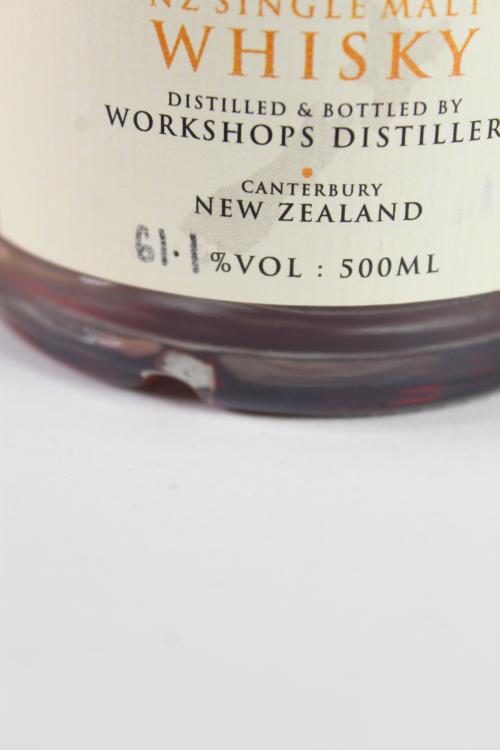 NZ SINGLE MALT
WHISKY
DISTILLED & BOTTLED BY
WORKSHOPS DISTILLER
CANTERBURY
NEW ZEALAND
61.1 %VOL : 500ML